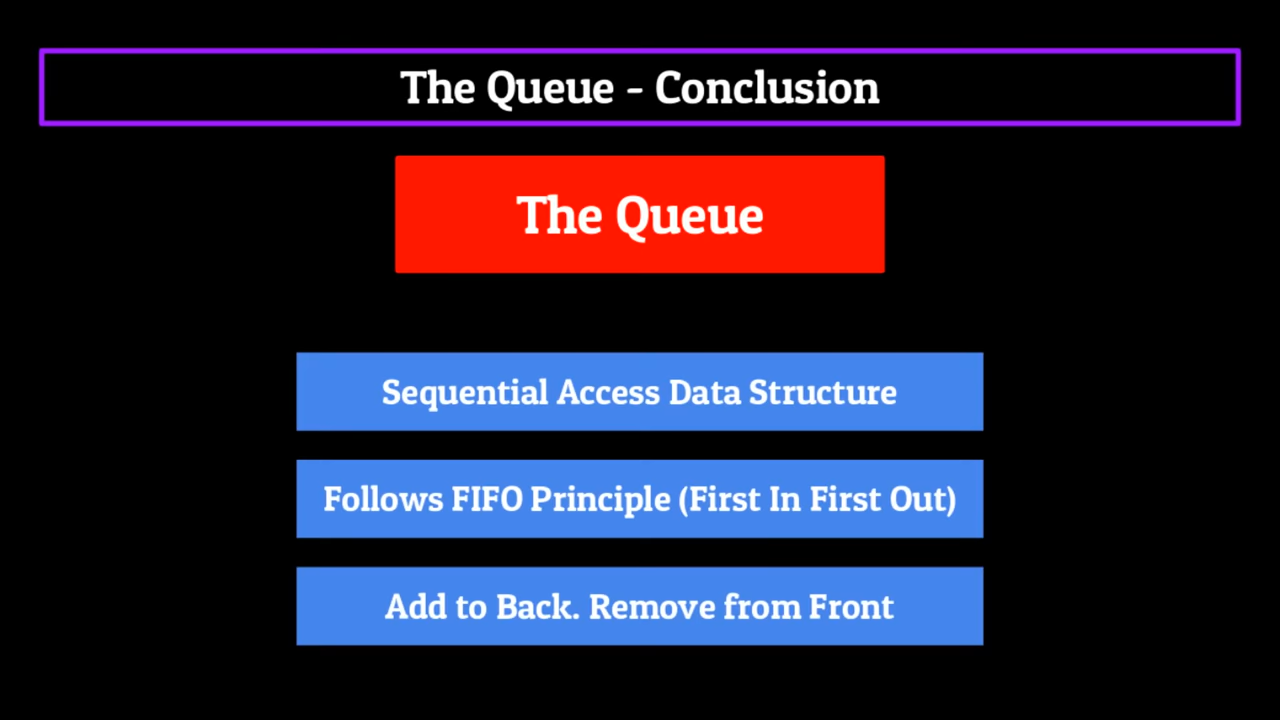 The Queue - Conclusion
The Queue
Sequential Access Data Structure
Follows FIFO Principle (First In First Out)
Add to Back. Remove from Front